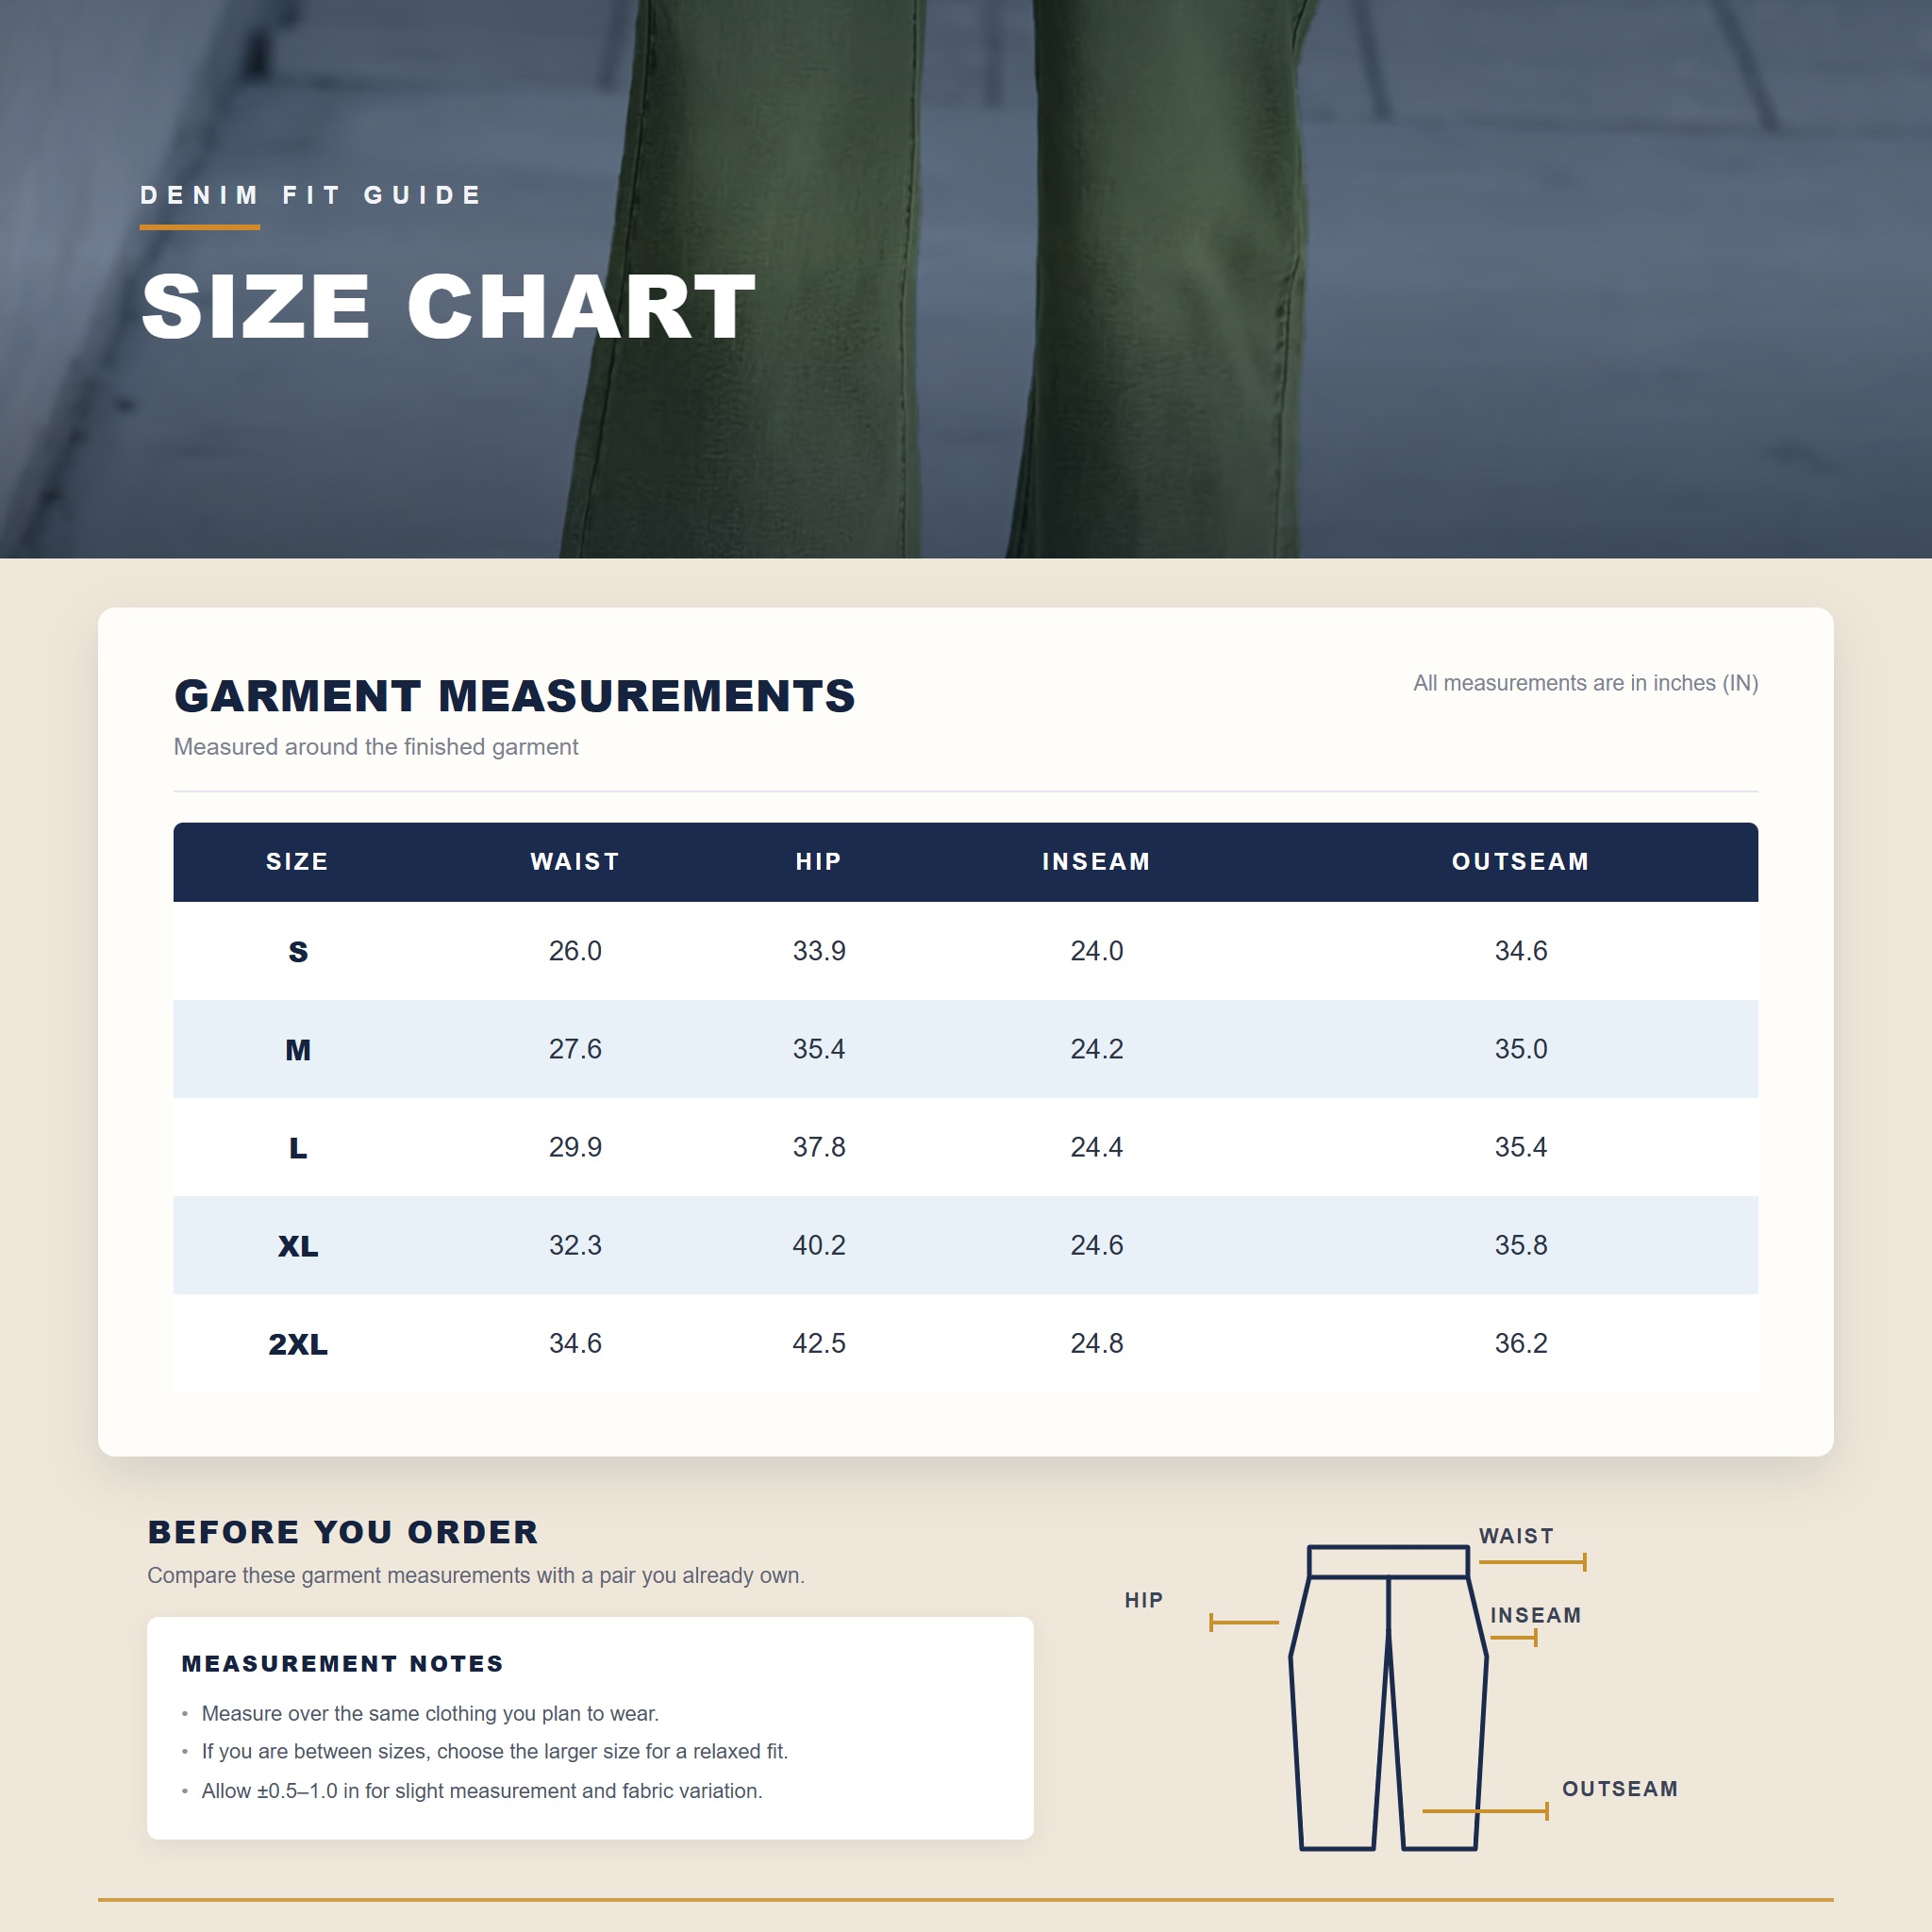 DENIM FIT GUIDE
SIZE CHART
GARMENT MEASUREMENTS
All measurements are in inches (IN)
Measured around the finished garment
SIZE WAIST HIP INSEAM OUTSEAM
S 26.0 33.9 24.0 34.6
M 27.6 35.4 24.2 35.0
L 29.9 37.8 24.4 35.4
XL 32.3 40.2 24.6 35.8
2XL 34.6 42.5 24.8 36.2
BEFORE YOU ORDER
Compare these garment measurements with a pair you already own.
MEASUREMENT NOTES
• Measure over the same clothing you plan to wear.
• If you are between sizes, choose the larger size for a relaxed fit.
• Allow ±0.5–1.0 in for slight measurement and fabric variation.
WAIST
HIP
INSEAM
OUTSEAM